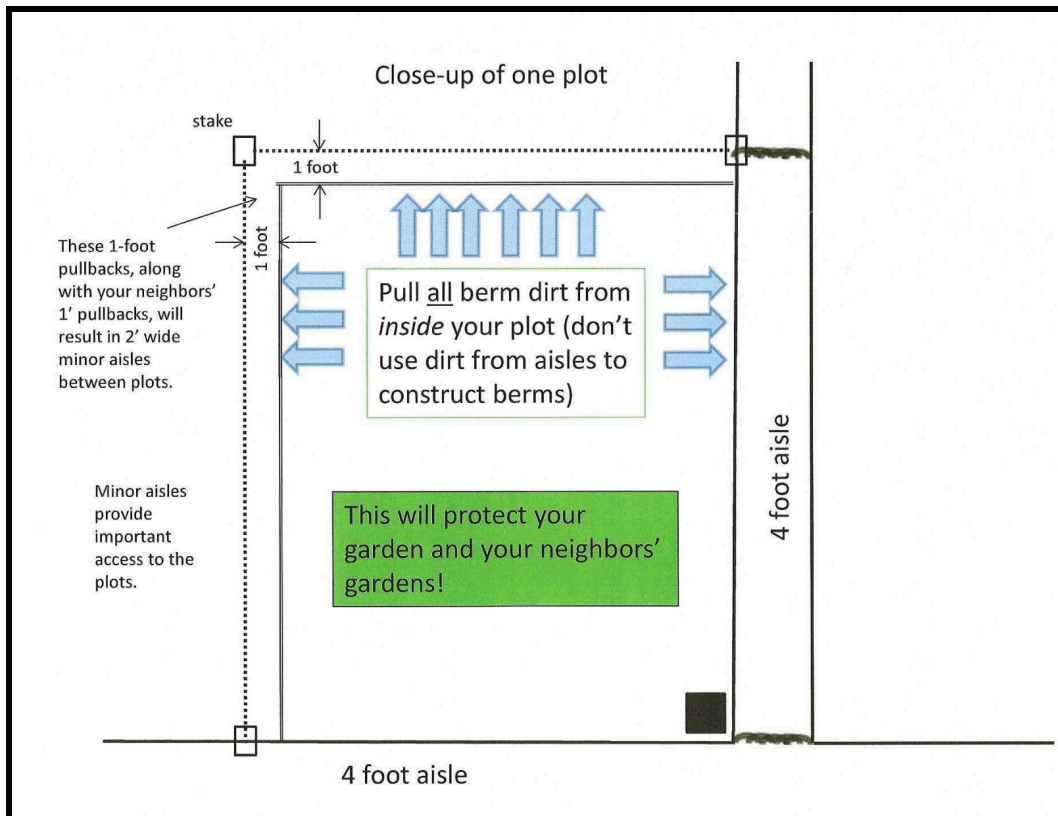 Close-up of one plot
stake
1 foot
1 foot
These 1-foot
pullbacks, along
with your neighbors'
1' pullbacks, will
result in 2' wide
minor aisles
between plots.
Pull all berm dirt from
inside your plot (don't
use dirt from aisles to
construct berms)
Minor aisles
provide
important
access to the
plots.
This will protect your
garden and your neighbors'
gardens!
4 foot aisle
4 foot aisle